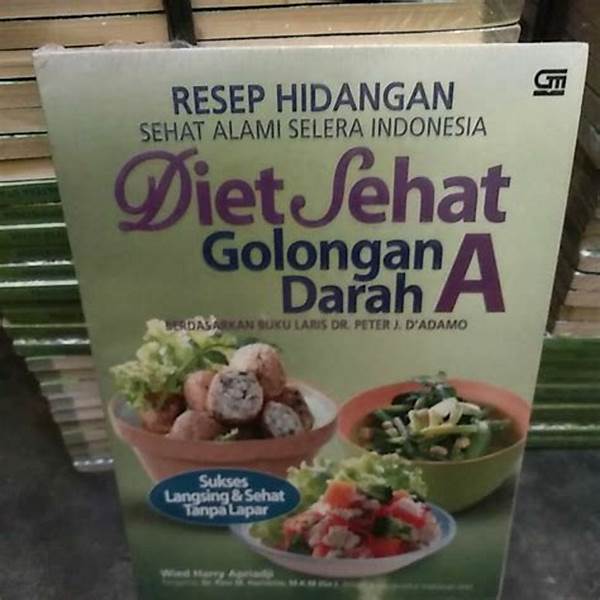 GM
RESEP HIDANGAN
SEHAT ALAMI SELERA INDONESIA
Diet Sehat
Golongan
Darah A
BERDASARKAN BUKU LARIS DR. PETER J. D'ADAMO
Sukses
Langsing & Sehat
Tanpa Lapar
Wied Harry Apriadji